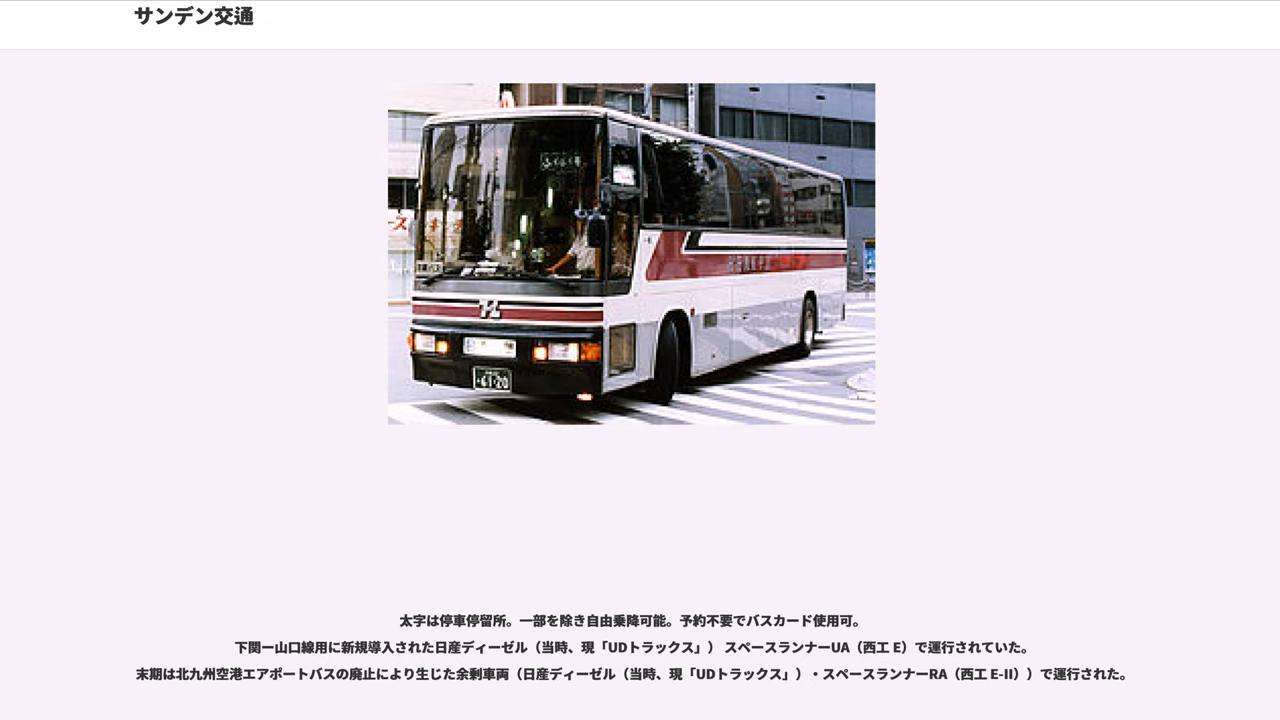 サンデン交通
ふくふく号
61-20
太字は停車停留所。一部を除き自由乗降可能。予約不要でバスカード使用可。
下関ー山口線用に新規導入された日産ディーゼル（当時、現「UDトラックス」） スペースランナーUA（西工 E）で運行されていた。
末期は北九州空港エアポートバスの廃止により生じた余剰車両（日産ディーゼル（当時、現「UDトラックス」）・スペースランナーRA（西工 E-II））で運行された。